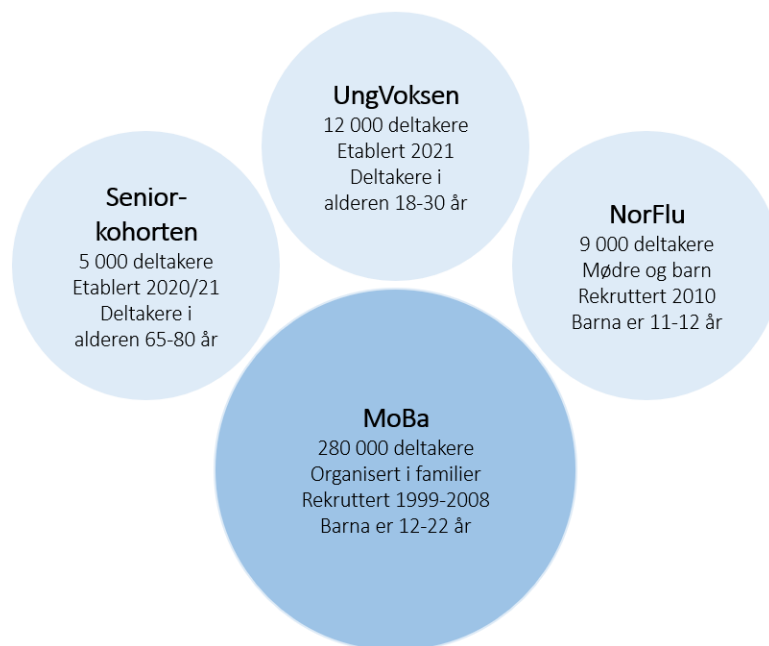 UngVoksen
12 000 deltakere
Etablert 2021
Deltakere i
alderen 18-30 år
Senior-
kohorten
5 000 deltakere
Etablert 2020/21
Deltakere i
alderen 65-80 år
NorFlu
9 000 deltakere
Mødre og barn
Rekruttert 2010
Barna er 11-12 år
MoBa
280 000 deltakere
Organisert i familier
Rekruttert 1999-2008
Barna er 12-22 år